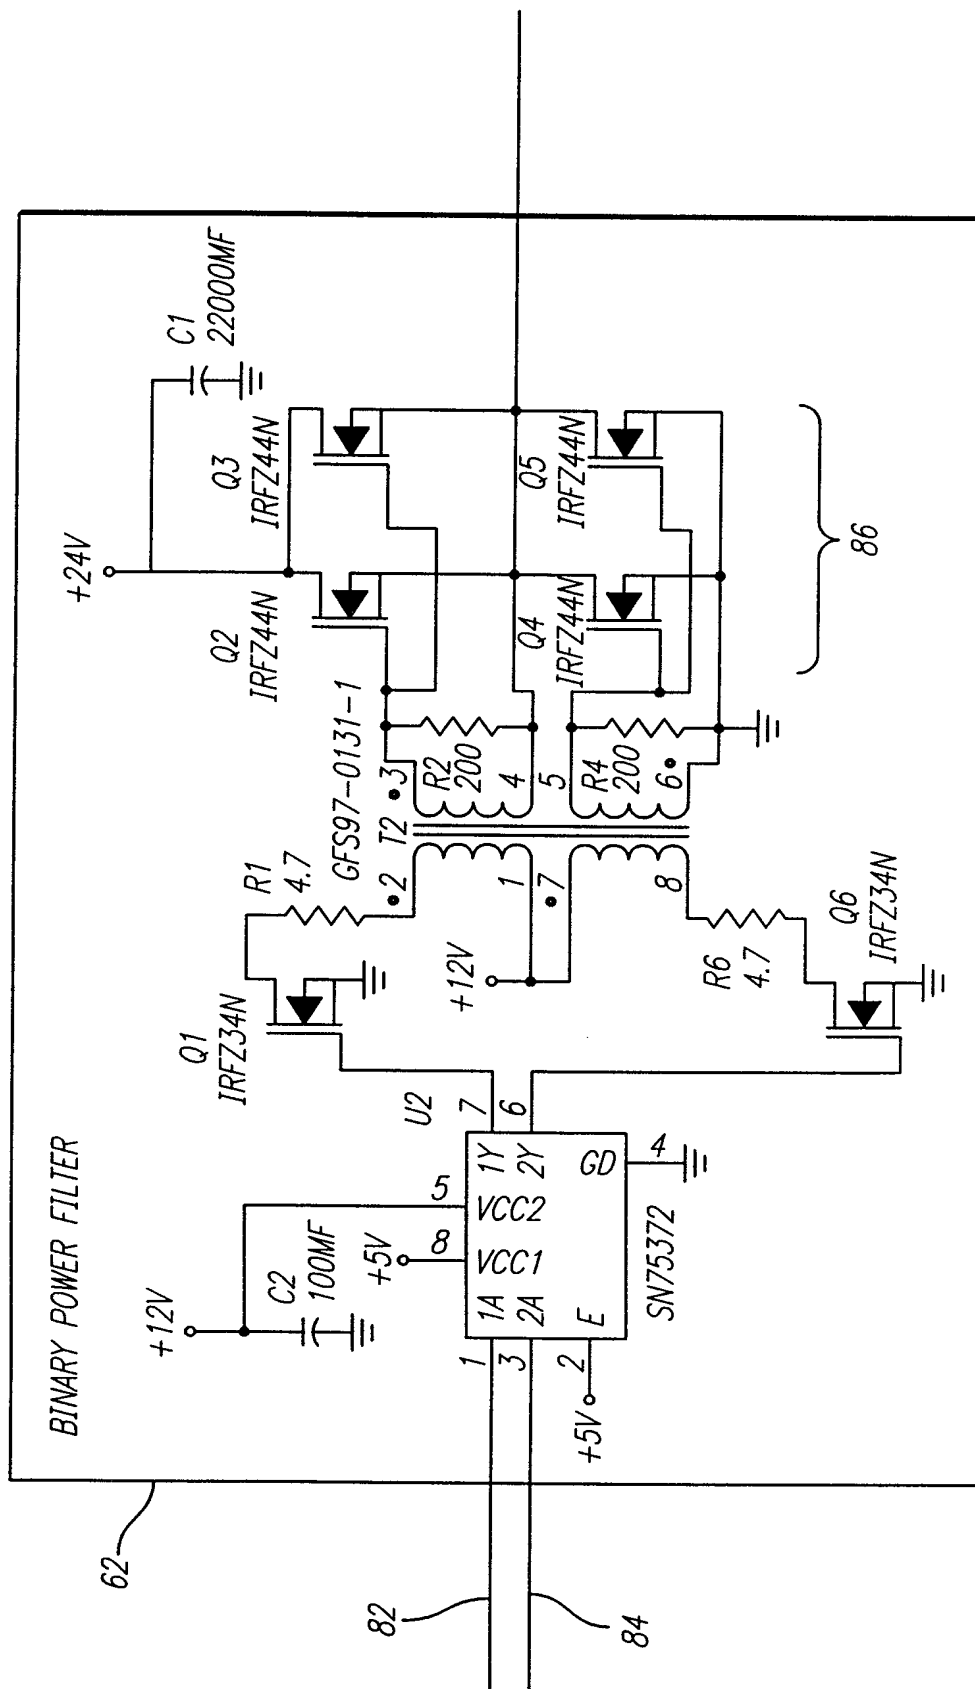 BINARY POWER FILTER
62
82
84
+12V
C2
100MF
+5V
8
5
VCC1
VCC2
1
3
1A
2A
1Y
2Y
7
6
U2
2
E
+5V
GD
4
SN75372
Q1
IRFZ34N
R1
4.7
+12V
Q6
IRFZ34N
R6
4.7
GFS97-0131-1
T2
2
1
7
8
3
4
5
6
R2
200
R4
200
+24V
C1
22000MF
Q2
IRFZ44N
Q3
IRFZ44N
Q4
IRFZ44N
Q5
IRFZ44N
86